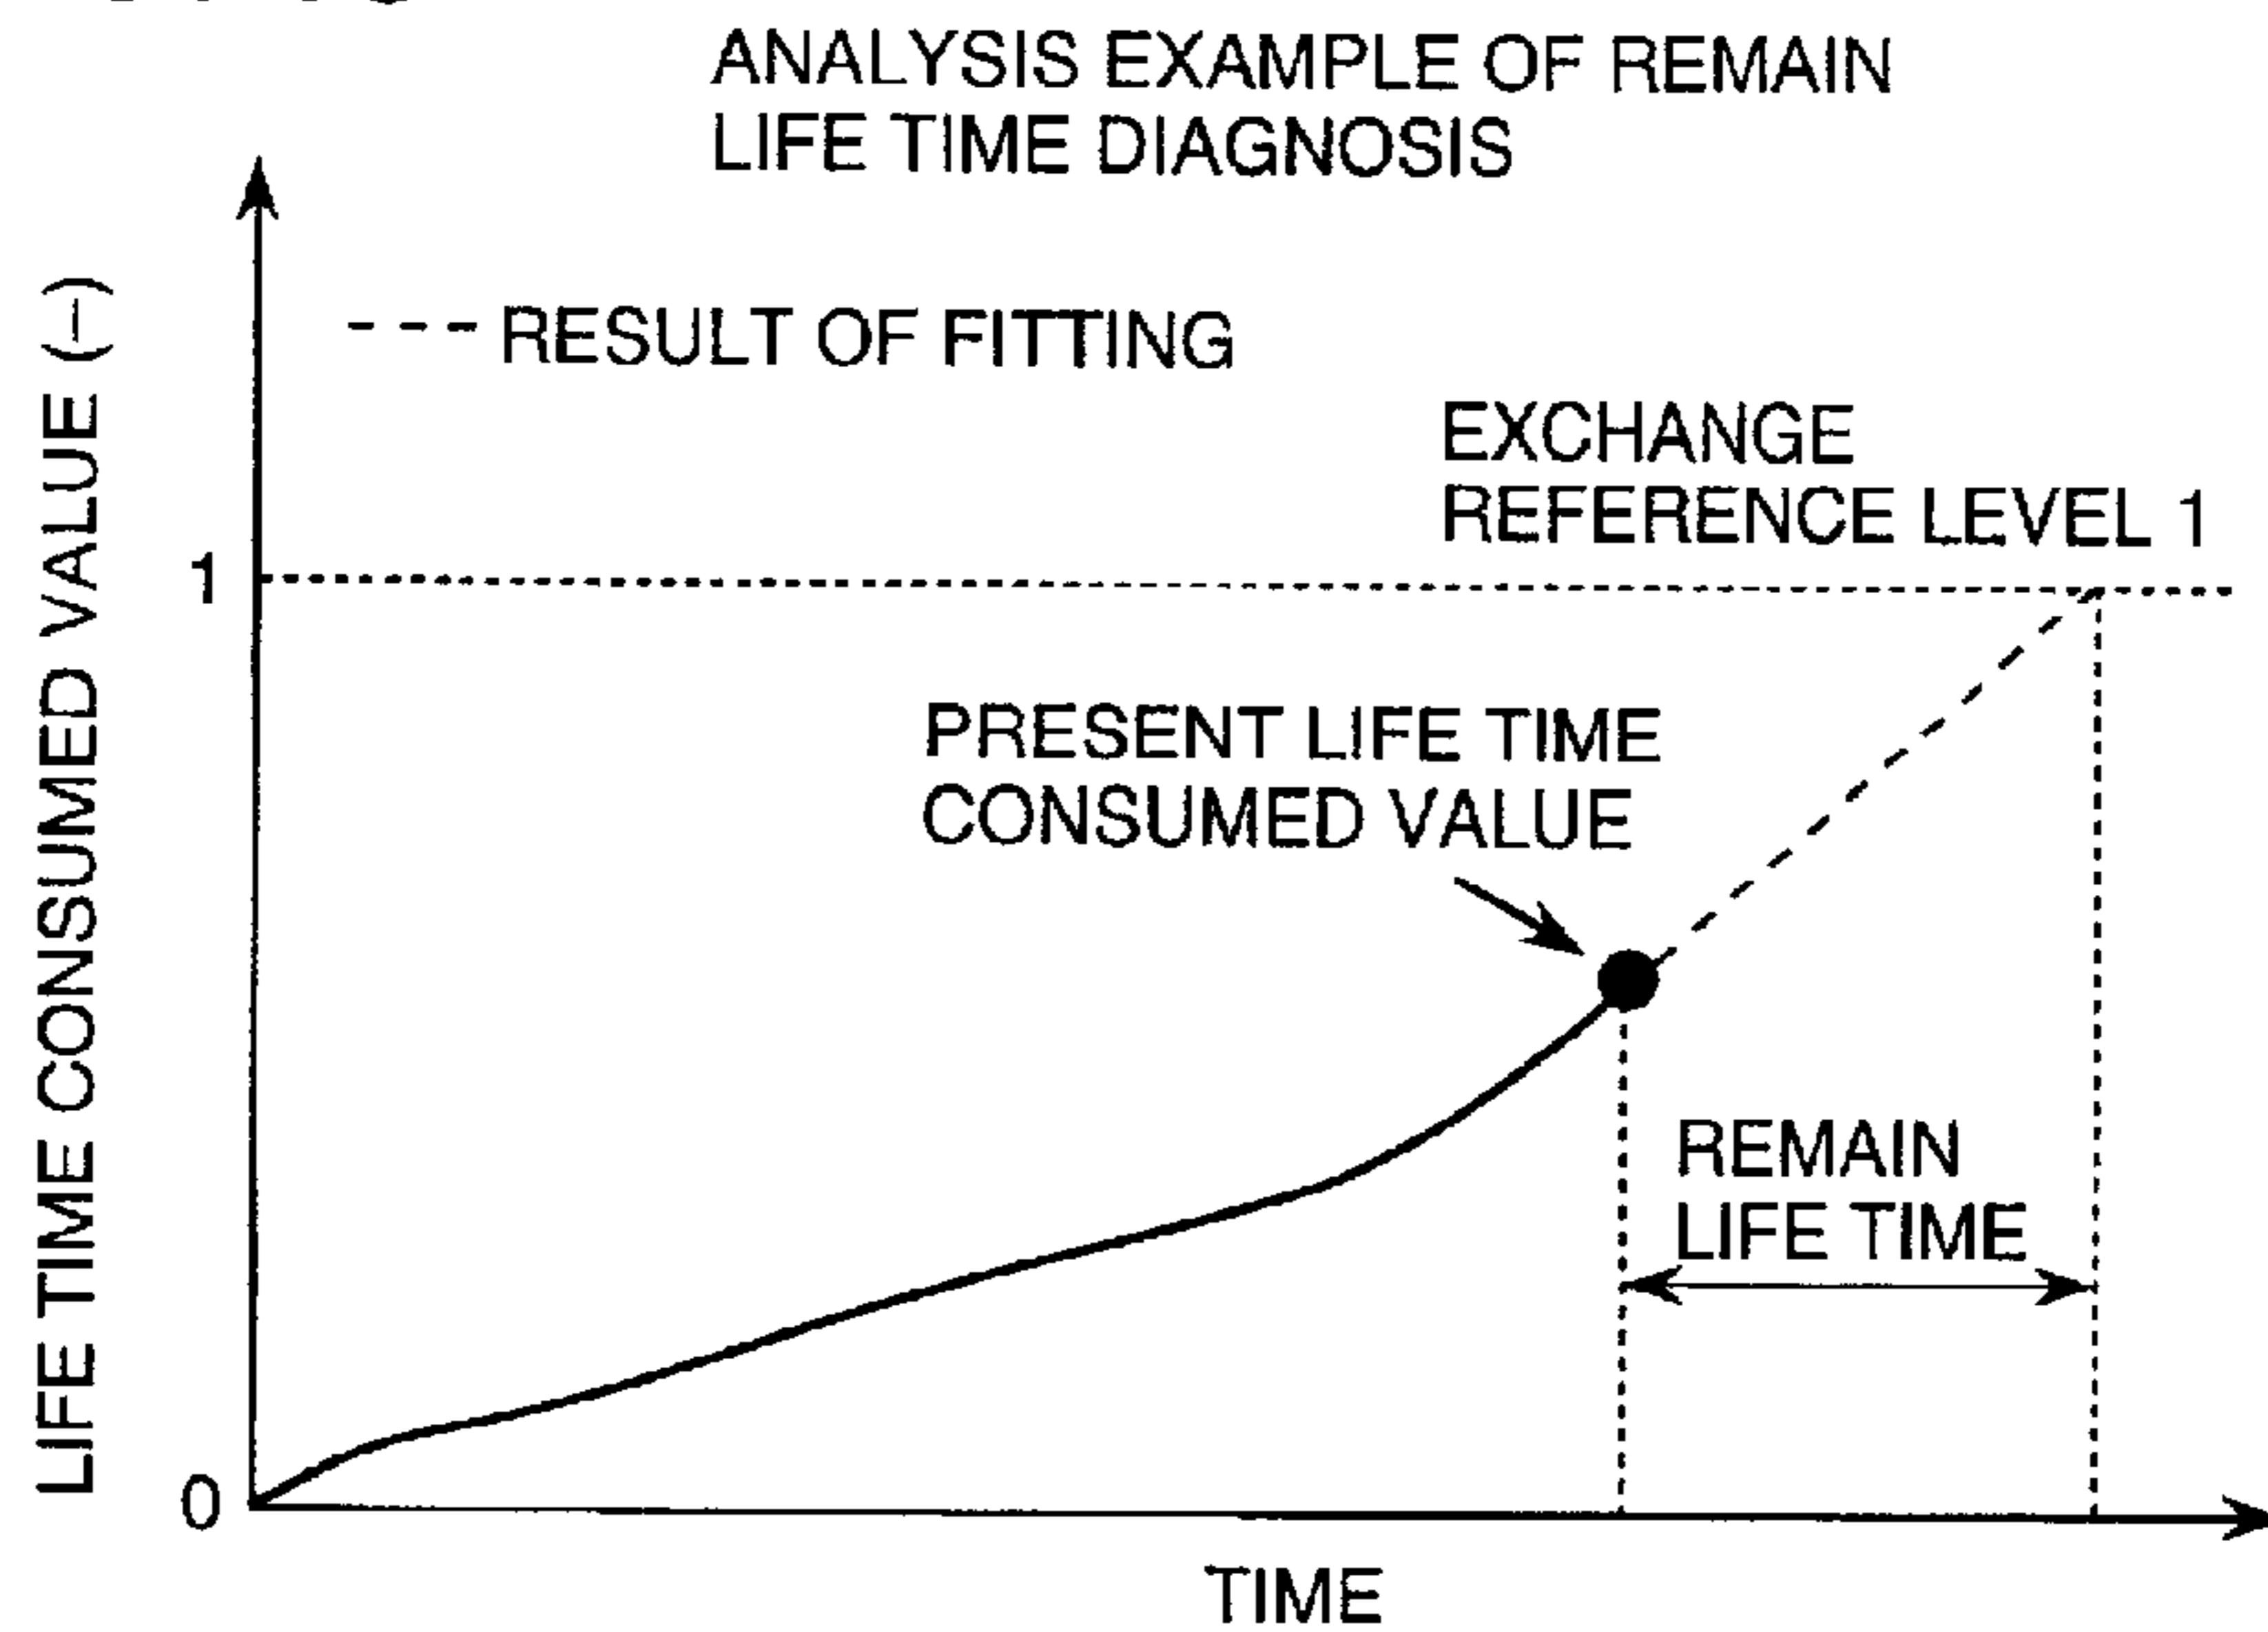 ANALYSIS EXAMPLE OF REMAIN
LIFE TIME DIAGNOSIS
LIFE TIME CONSUMED VALUE (–)
--- RESULT OF FITTING
EXCHANGE
REFERENCE LEVEL 1
1
PRESENT LIFE TIME
CONSUMED VALUE
REMAIN
LIFE TIME
0
TIME